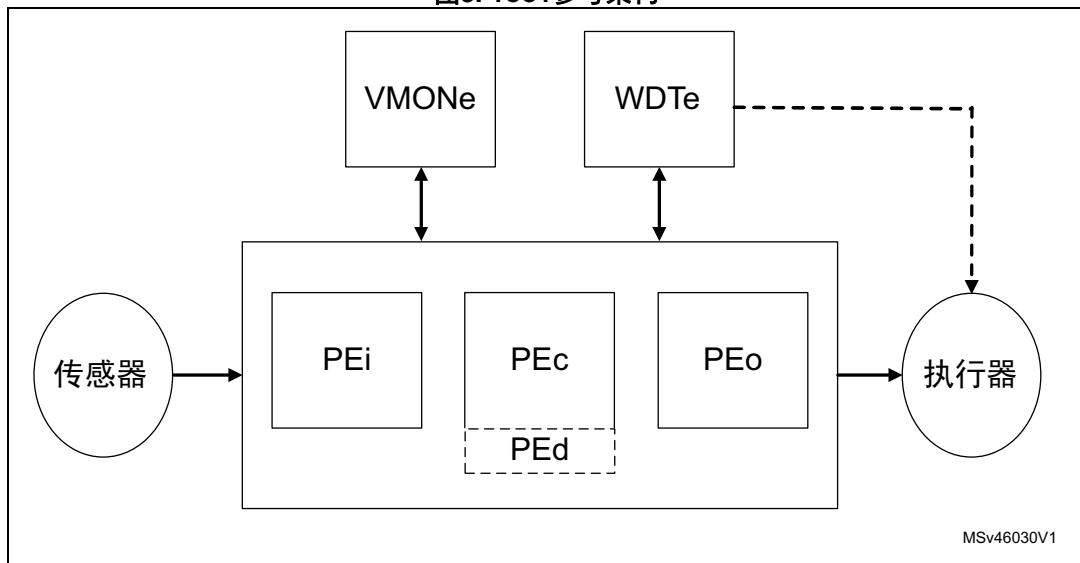 VMONe
WDTe
传感器
PEi
PEc
PEo
执行器
PEd
MSv46030V1